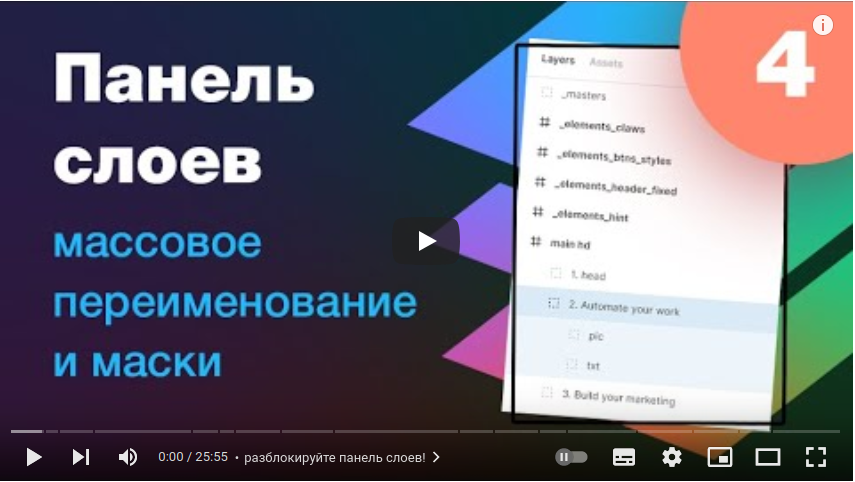 Панель
слоев
массовое
переименование
и маски
4
Layers Assets
_masters
_elements_claws
_elements_btns_styles
_elements_header_fixed
_elements_hint
main hd
1. head
2. Automate your work
pic
txt
3. Build your marketing
0:00 / 25:55 • разблокируйте панель слоев!